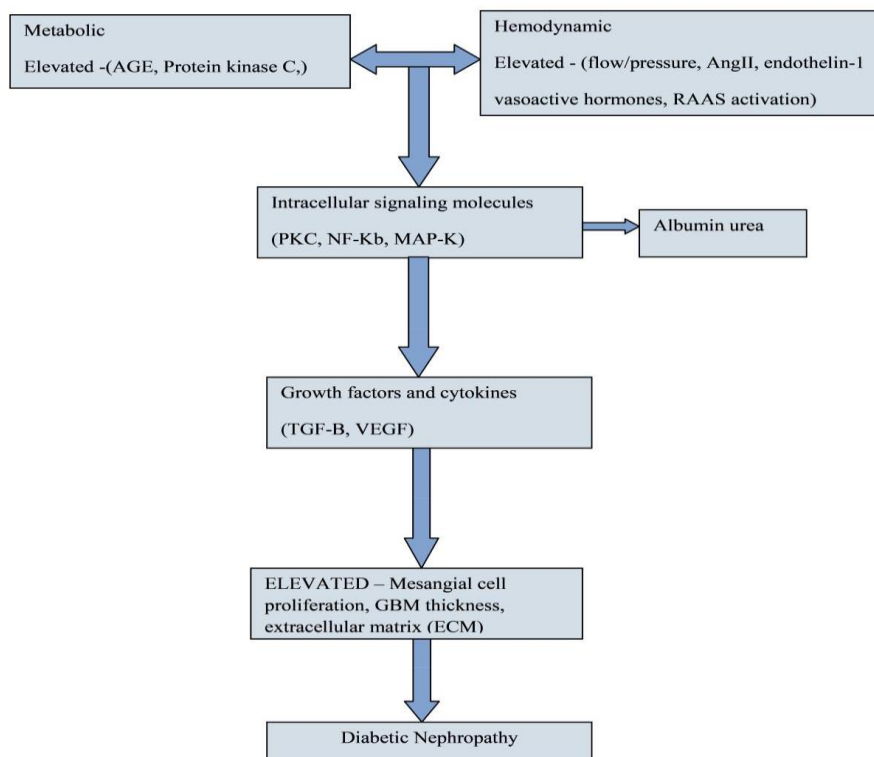 Metabolic
Elevated -(AGE, Protein kinase C,)
Hemodynamic
Elevated - (flow/pressure, AngII, endothelin-1
vasoactive hormones, RAAS activation)
Intracellular signaling molecules
(PKC, NF-Kb, MAP-K)
Albumin urea
Growth factors and cytokines
(TGF-B, VEGF)
ELEVATED – Mesangial cell
proliferation, GBM thickness,
extracellular matrix (ECM)
Diabetic Nephropathy